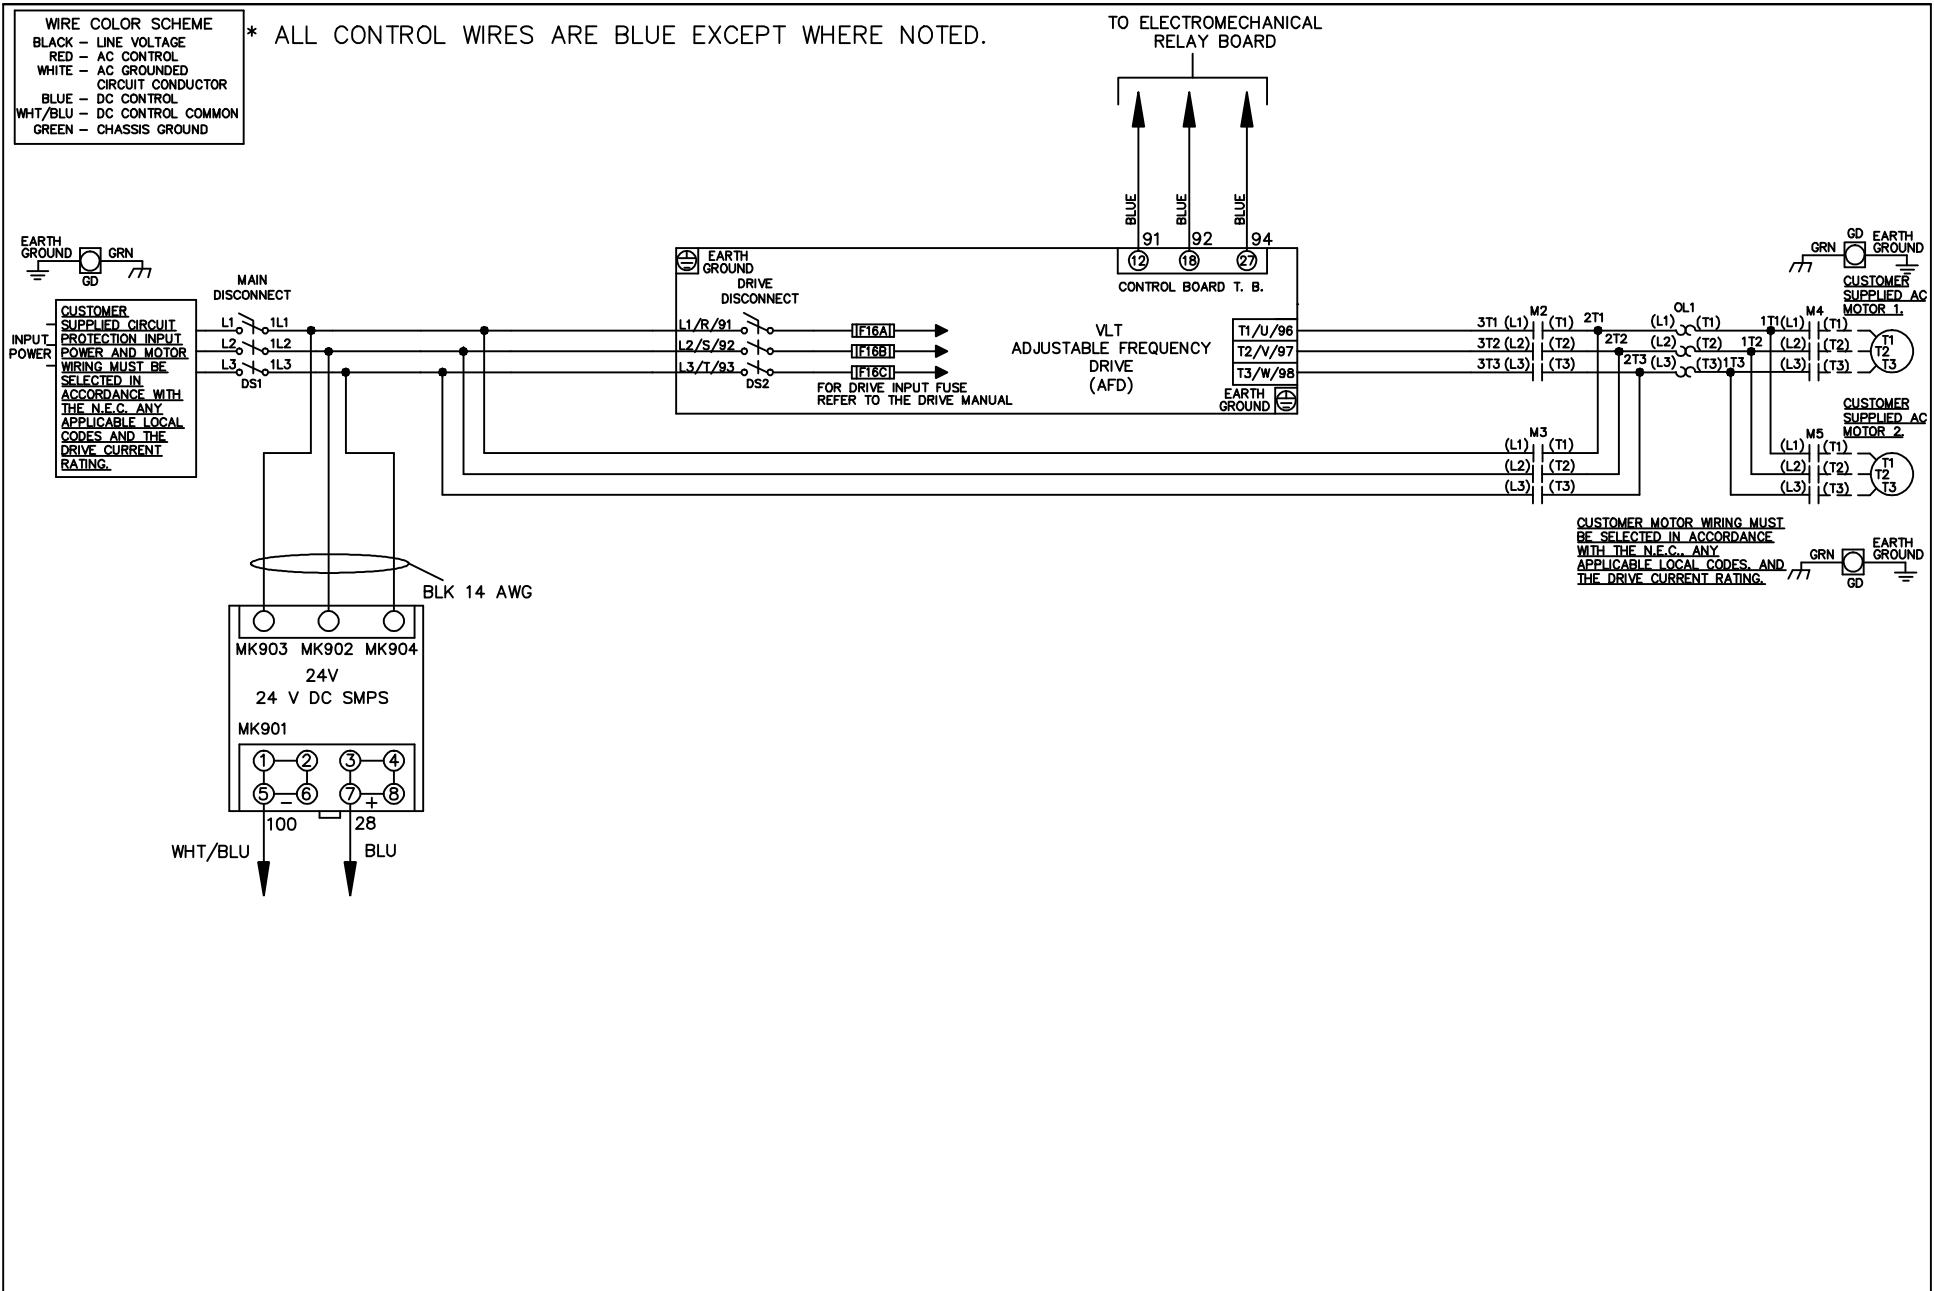 WIRE COLOR SCHEME
BLACK – LINE VOLTAGE
RED – AC CONTROL
WHITE – AC GROUNDED
CIRCUIT CONDUCTOR
BLUE – DC CONTROL
WHT/BLU – DC CONTROL COMMON
GREEN – CHASSIS GROUND
* ALL CONTROL WIRES ARE BLUE EXCEPT WHERE NOTED.
TO ELECTROMECHANICAL
RELAY BOARD
BLUE
BLUE
BLUE
91 92 94
12 18 27
CONTROL BOARD T. B.
EARTH
GROUND
GRN
GD
INPUT
POWER
CUSTOMER
SUPPLIED CIRCUIT
PROTECTION INPUT
POWER AND MOTOR
WIRING MUST BE
SELECTED IN
ACCORDANCE WITH
THE N.E.C. ANY
APPLICABLE LOCAL
CODES AND THE
DRIVE CURRENT
RATING.
MAIN
DISCONNECT
L1 1L1
L2 1L2
L3 1L3
DS1
EARTH
GROUND
DRIVE
DISCONNECT
L1/R/91
L2/S/92
L3/T/93
DS2
F16A
F16B
F16C
FOR DRIVE INPUT FUSE
REFER TO THE DRIVE MANUAL
VLT
ADJUSTABLE FREQUENCY
DRIVE
(AFD)
T1/U/96
T2/V/97
T3/W/98
EARTH
GROUND
M2
3T1 (L1) (T1) 2T1
3T2 (L2) (T2) 2T2
3T3 (L3) (T3) 2T3
OL1
(L1) (T1) 1T1
(L2) (T2) 1T2
(L3) (T3) 1T3
M4
(L1) (T1)
(L2) (T2)
(L3) (T3)
T1
T2
T3
GRN
GD
EARTH
GROUND
CUSTOMER
SUPPLIED AC
MOTOR 1.
M3
(L1) (T1)
(L2) (T2)
(L3) (T3)
CUSTOMER
SUPPLIED AC
MOTOR 2.
M5
(L1) (T1)
(L2) (T2)
(L3) (T3)
T1
T2
T3
CUSTOMER MOTOR WIRING MUST
BE SELECTED IN ACCORDANCE
WITH THE N.E.C., ANY
APPLICABLE LOCAL CODES, AND
THE DRIVE CURRENT RATING.
GRN
GD
EARTH
GROUND
BLK 14 AWG
MK903 MK902 MK904
24V
24 V DC SMPS
MK901
1 2 3 4
5 – 6 7 + 8
100 28
WHT/BLU BLU